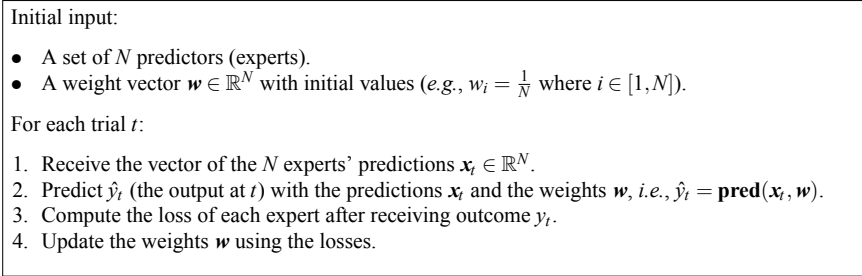 Initial input:
• A set of N predictors (experts).
• A weight vector w ∈ ℝ^N with initial values (e.g., w_i = 1/N where i ∈ [1,N]).
For each trial t:
1. Receive the vector of the N experts' predictions x_t ∈ ℝ^N.
2. Predict ŷ_t (the output at t) with the predictions x_t and the weights w, i.e., ŷ_t = pred(x_t, w).
3. Compute the loss of each expert after receiving outcome y_t.
4. Update the weights w using the losses.